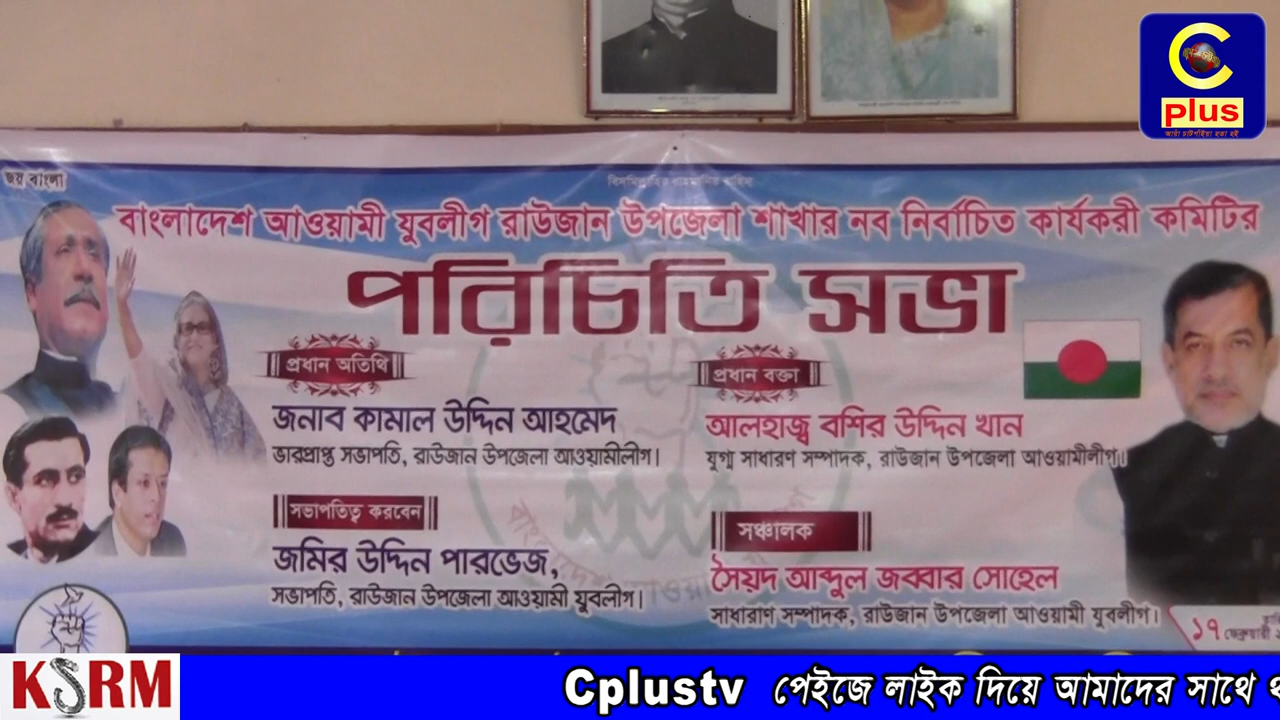 C
plus
জয় বাংলা
বাংলাদেশ আওয়ামী যুবলীগ রাউজান উপজেলা শাখার নব নির্বাচিত কার্যকরী কমিটির
পরিচিতি সভা
প্রধান অতিথি
জনাব কামাল উদ্দিন আহমেদ
ভারপ্রাপ্ত সভাপতি, রাউজান উপজেলা আওয়ামীলীগ।
প্রধান বক্তা
আলহাজ্ব বশির উদ্দিন খান
যুগ্ম সাধারণ সম্পাদক, রাউজান উপজেলা আওয়ামীলীগ।
সভাপতিত্ব করবেন
জমির উদ্দিন পারভেজ,
সভাপতি, রাউজান উপজেলা আওয়ামী যুবলীগ।
সঞ্চালক
সৈয়দ আব্দুল জব্বার সোহেল
সাধারাণ সম্পাদক, রাউজান উপজেলা আওয়ামী যুবলীগ।
১৭ ফেব্রুয়ারী
KSRM
Cplustv পেইজে লাইক দিয়ে আমাদের সাথে